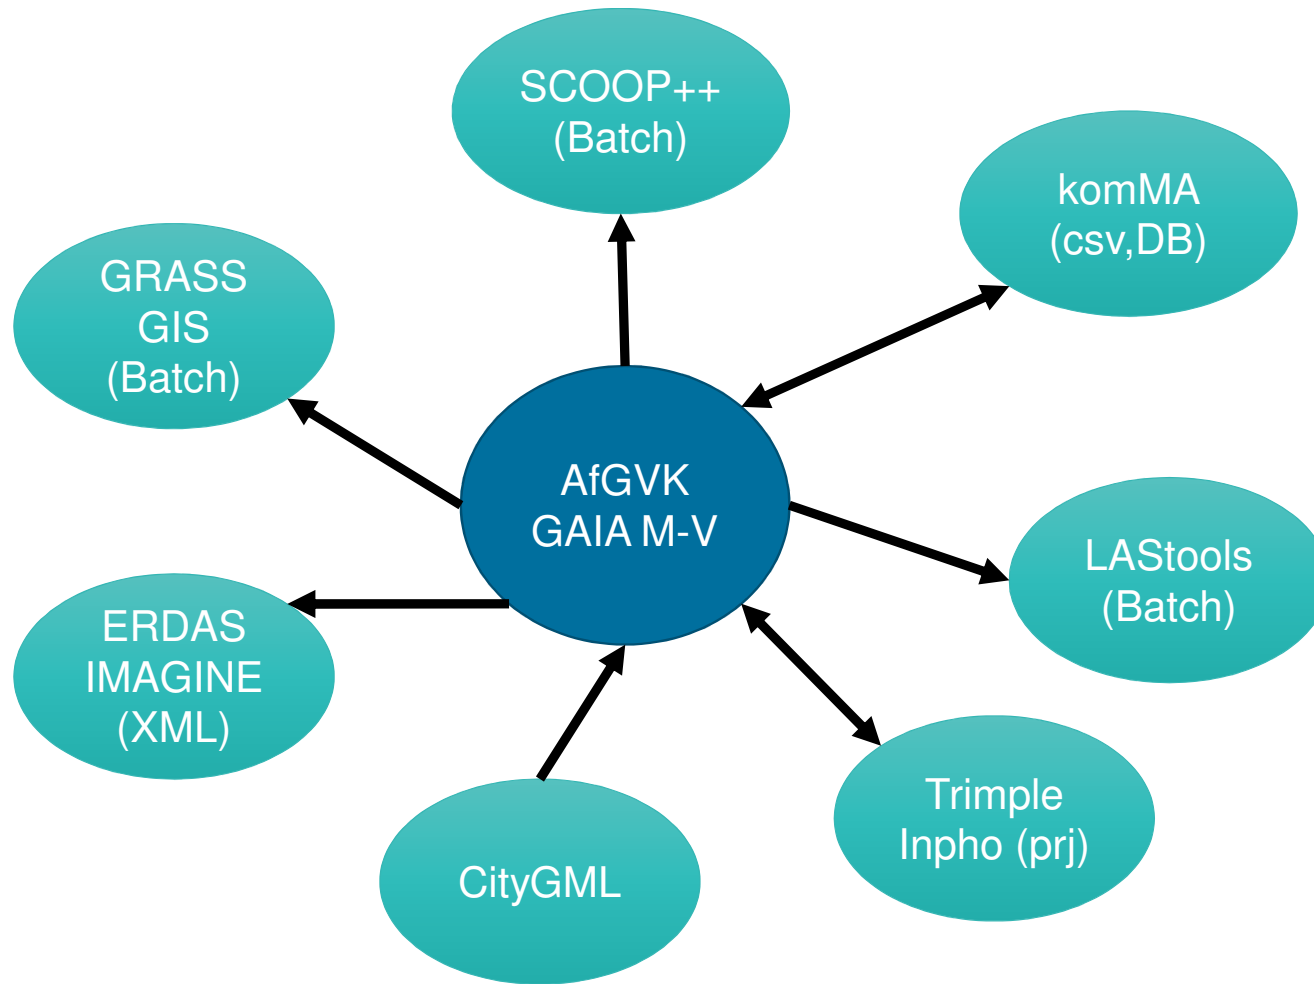 SCOOP++
(Batch)
komMA
(csv,DB)
GRASS
GIS
(Batch)
AfGVK
GAIA M-V
LAStools
(Batch)
ERDAS
IMAGINE
(XML)
Trimple
Inpho (prj)
CityGML